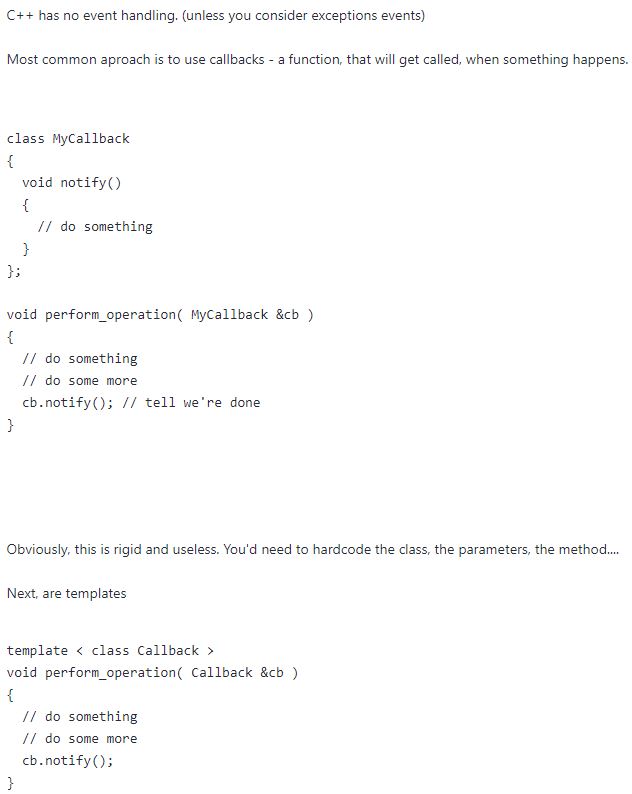 C++ has no event handling. (unless you consider exceptions events)
Most common aproach is to use callbacks - a function, that will get called, when something happens.
class MyCallback
{
  void notify()
  {
    // do something
  }
};
void perform_operation( MyCallback &cb )
{
  // do something
  // do some more
  cb.notify(); // tell we're done
}
Obviously, this is rigid and useless. You'd need to hardcode the class, the parameters, the method....
Next, are templates
template < class Callback >
void perform_operation( Callback &cb )
{
  // do something
  // do some more
  cb.notify();
}